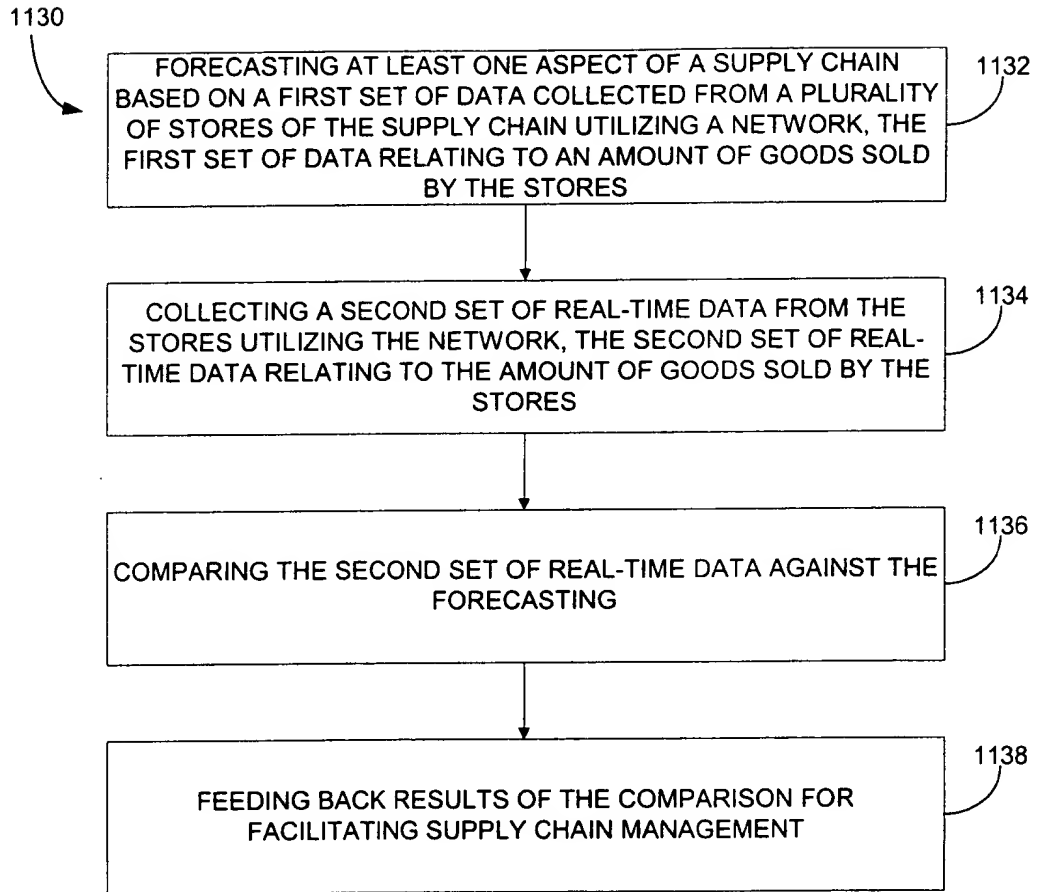 1130
FORECASTING AT LEAST ONE ASPECT OF A SUPPLY CHAIN
BASED ON A FIRST SET OF DATA COLLECTED FROM A PLURALITY
OF STORES OF THE SUPPLY CHAIN UTILIZING A NETWORK, THE
FIRST SET OF DATA RELATING TO AN AMOUNT OF GOODS SOLD
BY THE STORES
1132
COLLECTING A SECOND SET OF REAL-TIME DATA FROM THE
STORES UTILIZING THE NETWORK, THE SECOND SET OF REAL-
TIME DATA RELATING TO THE AMOUNT OF GOODS SOLD BY THE
STORES
1134
COMPARING THE SECOND SET OF REAL-TIME DATA AGAINST THE
FORECASTING
1136
FEEDING BACK RESULTS OF THE COMPARISON FOR
FACILITATING SUPPLY CHAIN MANAGEMENT
1138